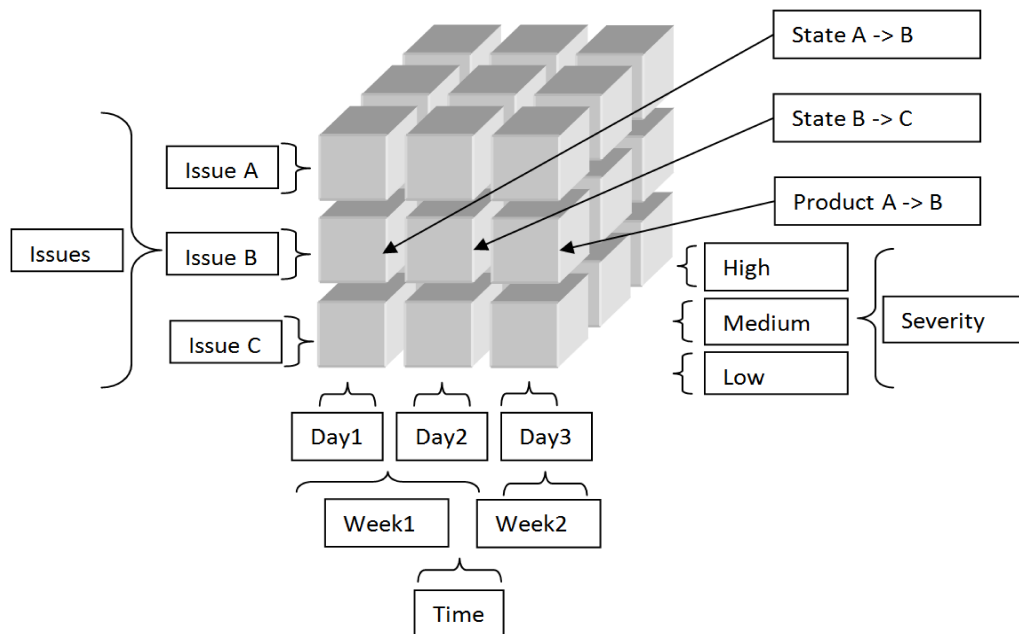 State A -> B
State B -> C
Issue A
Product A -> B
Issues
Issue B
High
Medium
Severity
Issue C
Low
Day1
Day2
Day3
Week1
Week2
Time